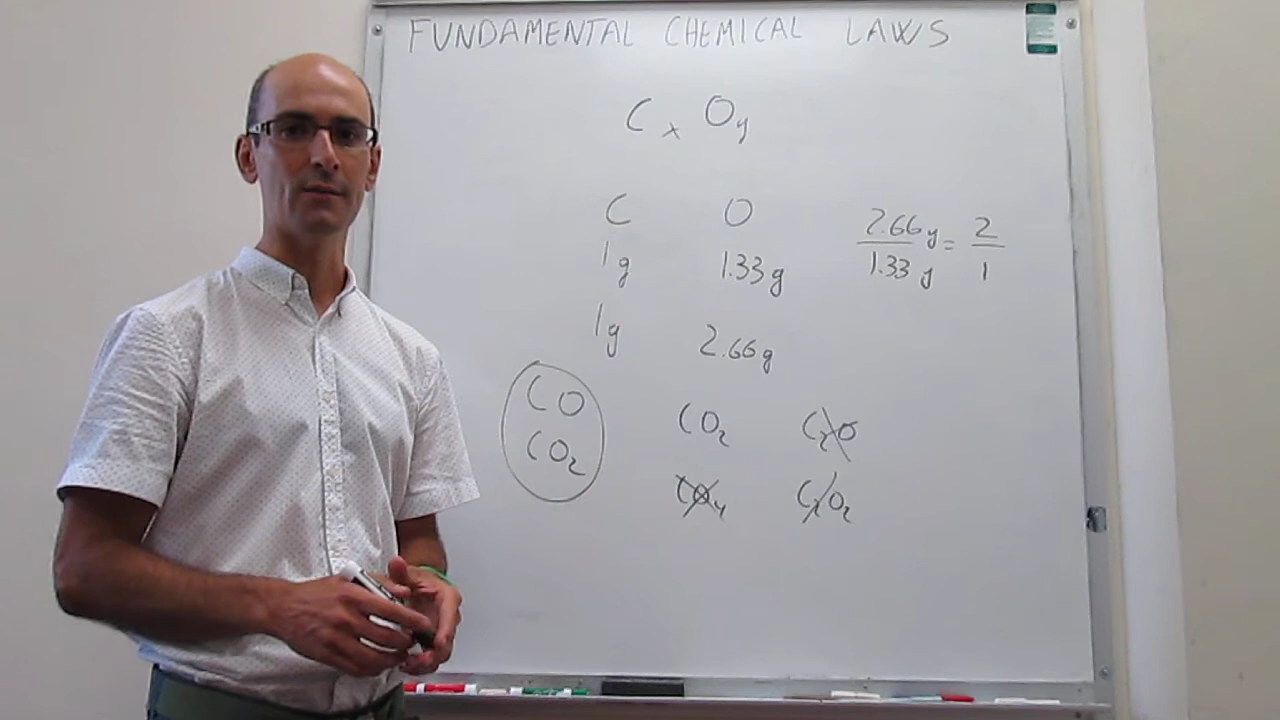 FUNDAMENTAL CHEMICAL LAWS
C x O y
C O
1g 1.33g
2.66g / 1.33g = 2 / 1
1g 2.66g
CO
CO2
CO2 C2O
CO4 C2O2